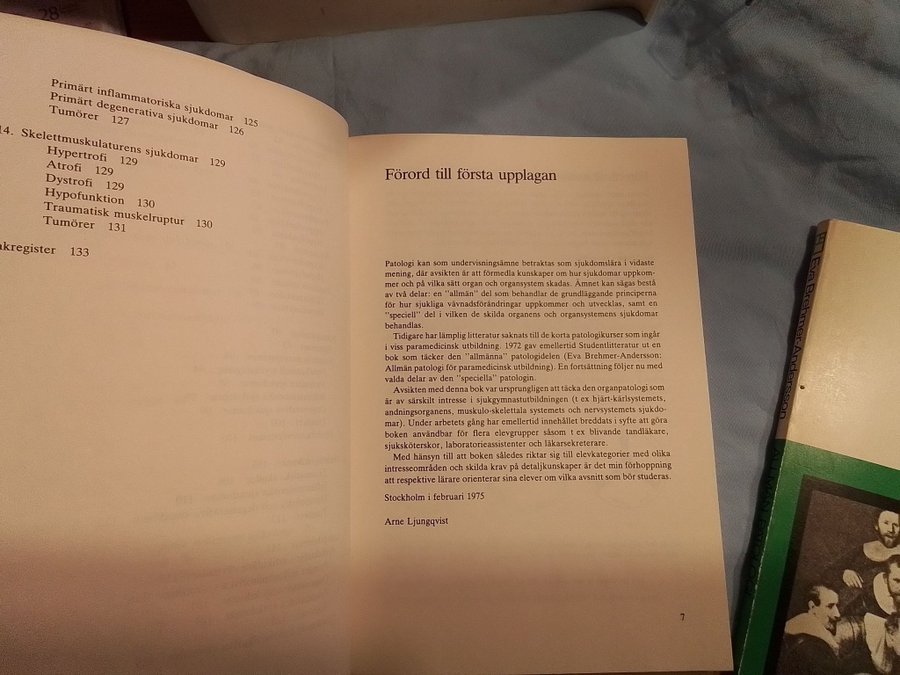 28
Primärt inflammatoriska sjukdomar 125
Primärt degenerativa sjukdomar 126
Tumörer 127
14. Skelettmuskulaturens sjukdomar 129
Hypertrofi 129
Atrofi 129
Dystrofi 129
Hypofunktion 130
Traumatisk muskelruptur 130
Tumörer 131
akregister 133
Förord till första upplagan
Patologi kan som undervisningsämne betraktas som sjukdomslära i vidaste
mening, där avsikten är att förmedla kunskaper om hur sjukdomar uppkom-
mer och på vilka sätt organ och organsystem skadas. Ämnet kan sägas bestå
av två delar: en "allmän" del som behandlar de grundläggande principerna
för hur sjukliga vävnadsförändringar uppkommer och utvecklas, samt en
"speciell" del i vilken de skilda organens och organsystemens sjukdomar
behandlas.
Tidigare har lämplig litteratur saknats till de korta patologikurser som ingår
i viss paramedicinsk utbildning. 1972 gav emellertid Studentlitteratur ut en
bok som täcker den "allmänna" patologidelen (Eva Brehmer-Andersson:
Allmän patologi för paramedicinsk utbildning). En fortsättning följer nu med
valda delar av den "speciella" patologin.
Avsikten med denna bok var ursprungligen att täcka den organpatologi som
är av särskilt intresse i sjukgymnastutbildningen (t ex hjärt-kärlsystemets,
andningsorganens, muskulo-skelettala systemets och nervsystemets sjukdo-
mar). Under arbetets gång har emellertid innehållet breddats i syfte att göra
boken användbar för flera elevgrupper såsom t ex blivande tandläkare,
sjuksköterskor, laboratorieassistenter och läkarsekreterare.
Med hänsyn till att boken således riktar sig till elevkategorier med olika
intresseområden och skilda krav på detaljkunskaper är det min förhoppning
att respektive lärare orienterar sina elever om vilka avsnitt som bör studeras.
Stockholm i februari 1975
Arne Ljungqvist
7
Eva Brehmer-Andersson